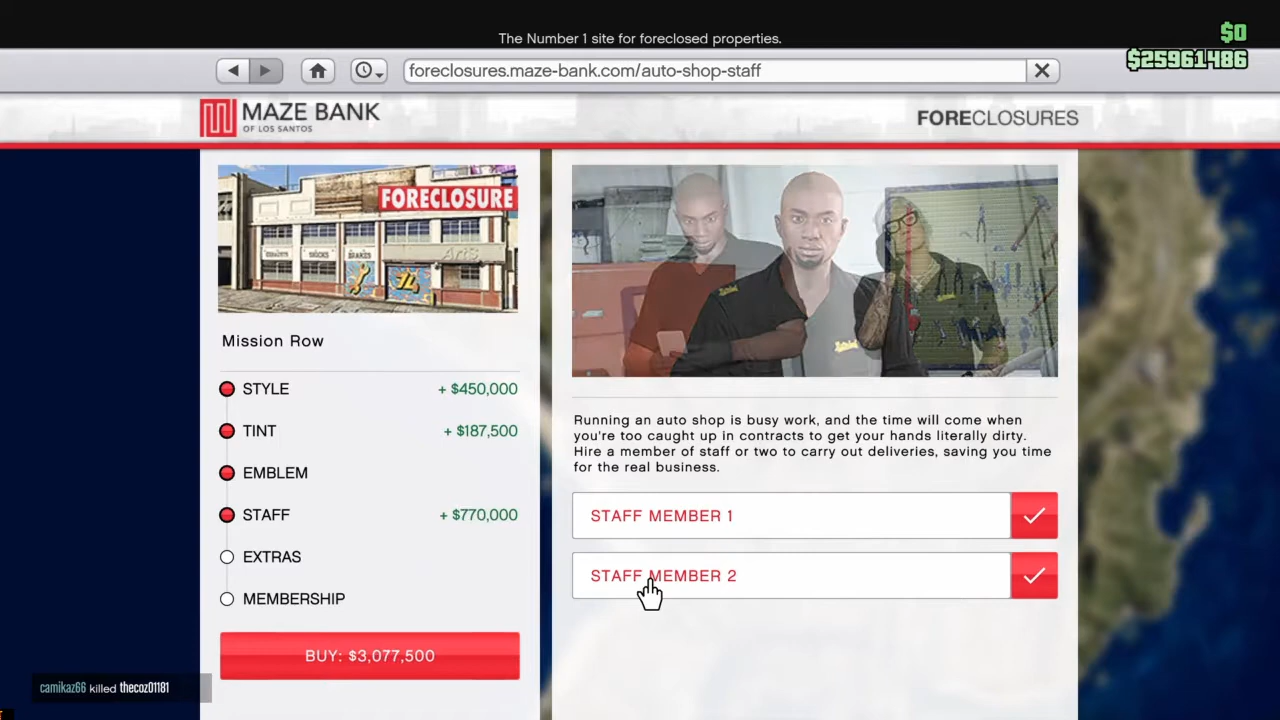 The Number 1 site for foreclosed properties.
$0
$25961486
foreclosures.maze-bank.com/auto-shop-staff
MAZE BANK
OF LOS SANTOS
FORECLOSURES
FORECLOSURE
SHOCKS
BRAKES
Arts
Mission Row
STYLE + $450,000
TINT + $187,500
EMBLEM
STAFF + $770,000
EXTRAS
MEMBERSHIP
BUY: $3,077,500
Running an auto shop is busy work, and the time will come when
you're too caught up in contracts to get your hands literally dirty.
Hire a member of staff or two to carry out deliveries, saving you time
for the real business.
STAFF MEMBER 1
STAFF MEMBER 2
camikaz66 killed thecoz01181